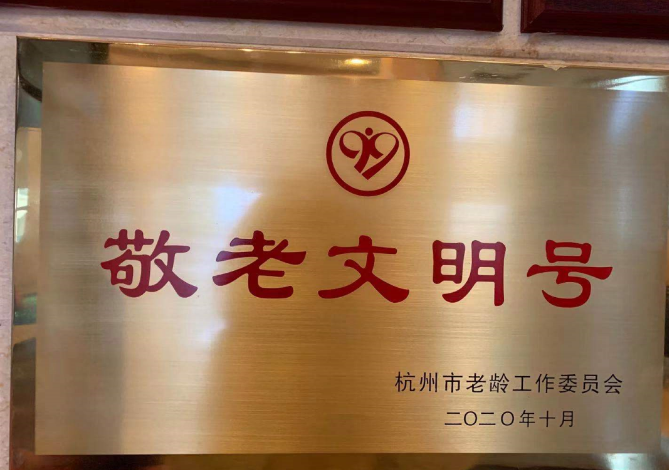 敬老文明号
杭州市老龄工作委员会
二〇二〇年十月